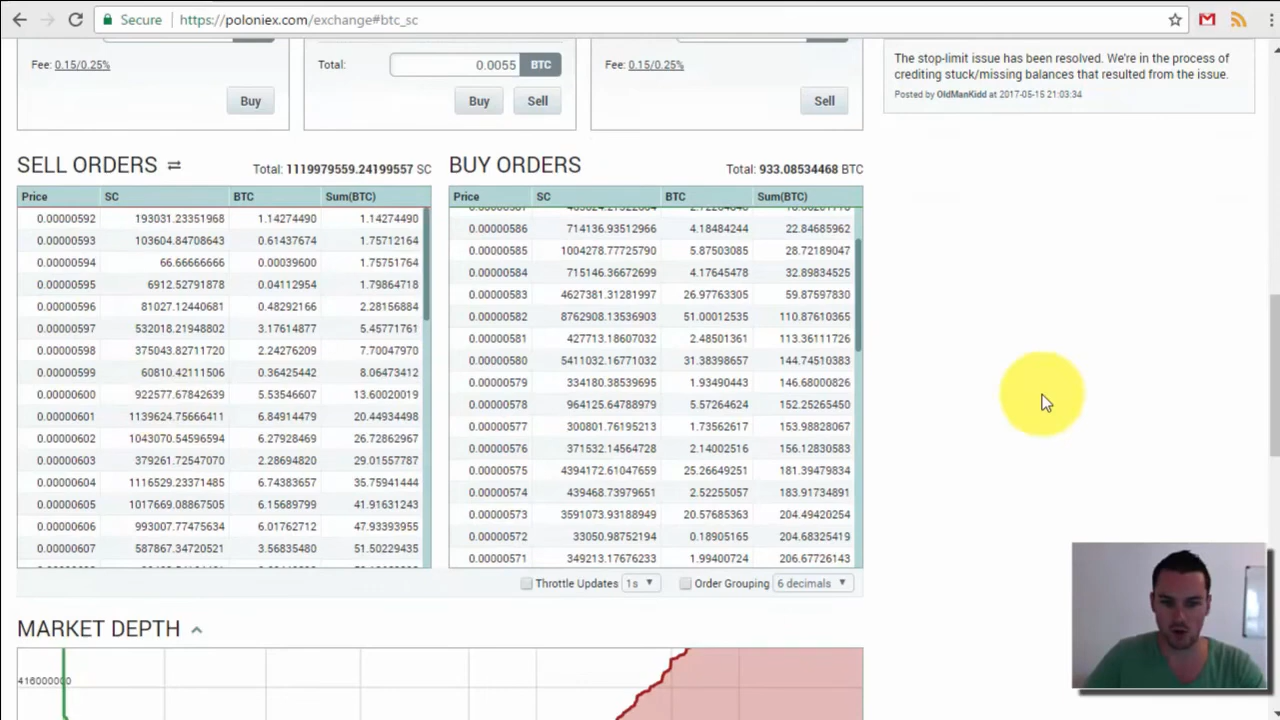 Secure https://poloniex.com/exchange#btc_sc
Fee: 0.15/0.25%
Buy
Total: 0.0055 BTC
Buy Sell
Fee: 0.15/0.25%
Sell
The stop-limit issue has been resolved. We're in the process of
crediting stuck/missing balances that resulted from the issue.
Posted by OldManKidd at 2017-05-15 21:03:34
SELL ORDERS Total: 1119979559.24199557 SC
Price SC BTC Sum(BTC)
0.00000592 193031.23351968 1.14274490 1.14274490
0.00000593 103604.84708643 0.61437674 1.75712164
0.00000594 66.66666666 0.00039600 1.75751764
0.00000595 6912.52791878 0.04112954 1.79864718
0.00000596 81027.12440681 0.48292166 2.28156884
0.00000597 532018.21948802 3.17614877 5.45771761
0.00000598 375043.82711720 2.24276209 7.70047970
0.00000599 60810.42111506 0.36425442 8.06473412
0.00000600 922577.67842639 5.53546607 13.60020019
0.00000601 1139624.75666411 6.84914479 20.44934498
0.00000602 1043070.54596594 6.27928469 26.72862967
0.00000603 379261.72547070 2.28694820 29.01557787
0.00000604 1116529.23371485 6.74383657 35.75941444
0.00000605 1017669.08867505 6.15689799 41.91631243
0.00000606 993007.77475634 6.01762712 47.93393955
0.00000607 587867.34720521 3.56835480 51.50229435
BUY ORDERS Total: 933.08534468 BTC
Price SC BTC Sum(BTC)
0.00000586 714136.93512966 4.18484244 22.84685962
0.00000585 1004278.77725790 5.87503085 28.72189047
0.00000584 715146.36672699 4.17645478 32.89834525
0.00000583 4627381.31281997 26.97763305 59.87597830
0.00000582 8762908.13536903 51.00012535 110.87610365
0.00000581 427713.18607032 2.48501361 113.36111726
0.00000580 5411032.16771032 31.38398657 144.74510383
0.00000579 334180.38539695 1.93490443 146.68000826
0.00000578 964125.64788979 5.57264624 152.25265450
0.00000577 300801.76195213 1.73562617 153.98828067
0.00000576 371532.14564728 2.14002516 156.12830583
0.00000575 4394172.61047659 25.26649251 181.39479834
0.00000574 439468.73979651 2.52255057 183.91734891
0.00000573 3591073.93188949 20.57685363 204.49420254
0.00000572 33050.98752194 0.18905165 204.68325419
0.00000571 349213.17676233 1.99400724 206.67726143
Throttle Updates 1s Order Grouping 6 decimals
MARKET DEPTH